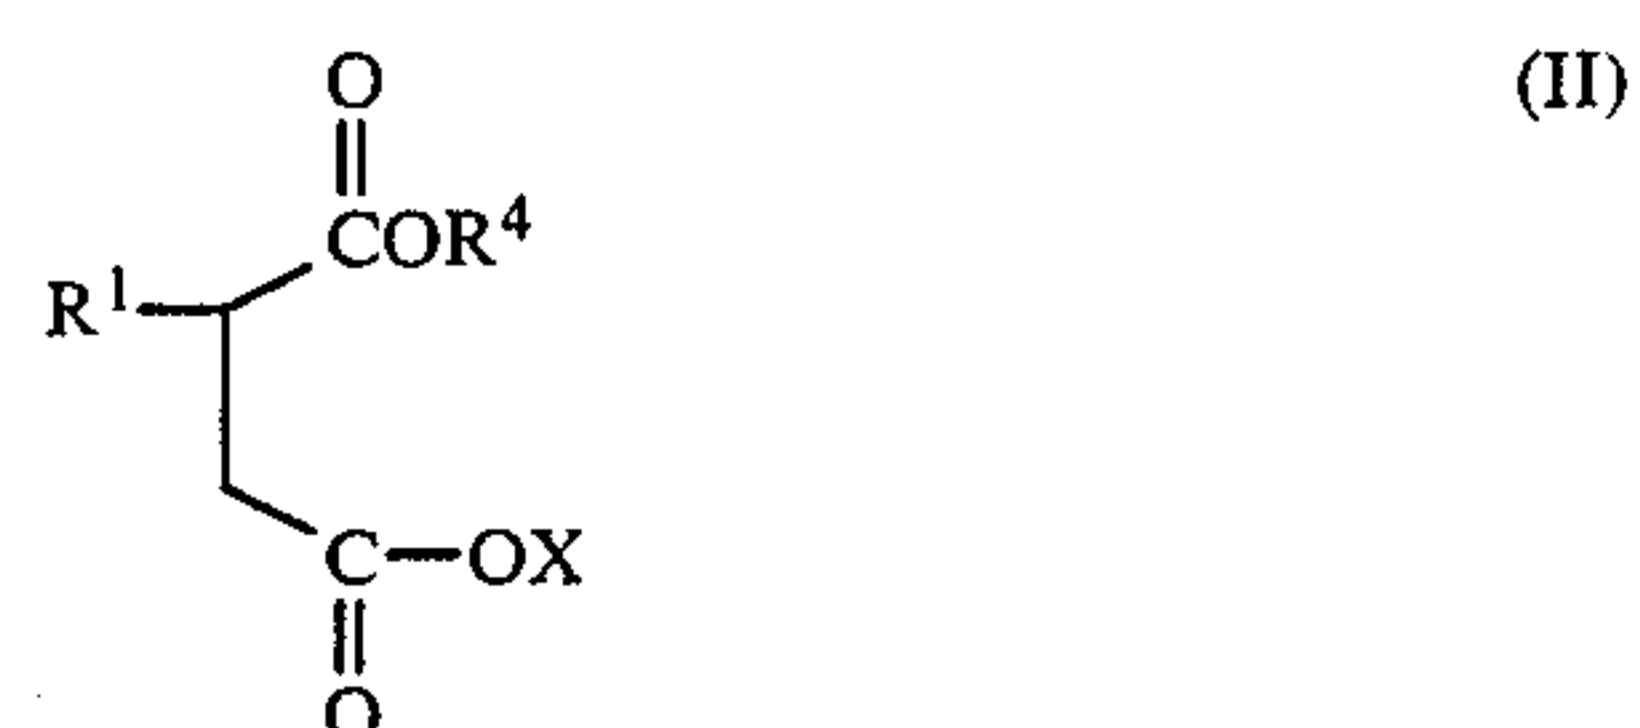 O (II)
COR⁴
R¹
C—OX
O